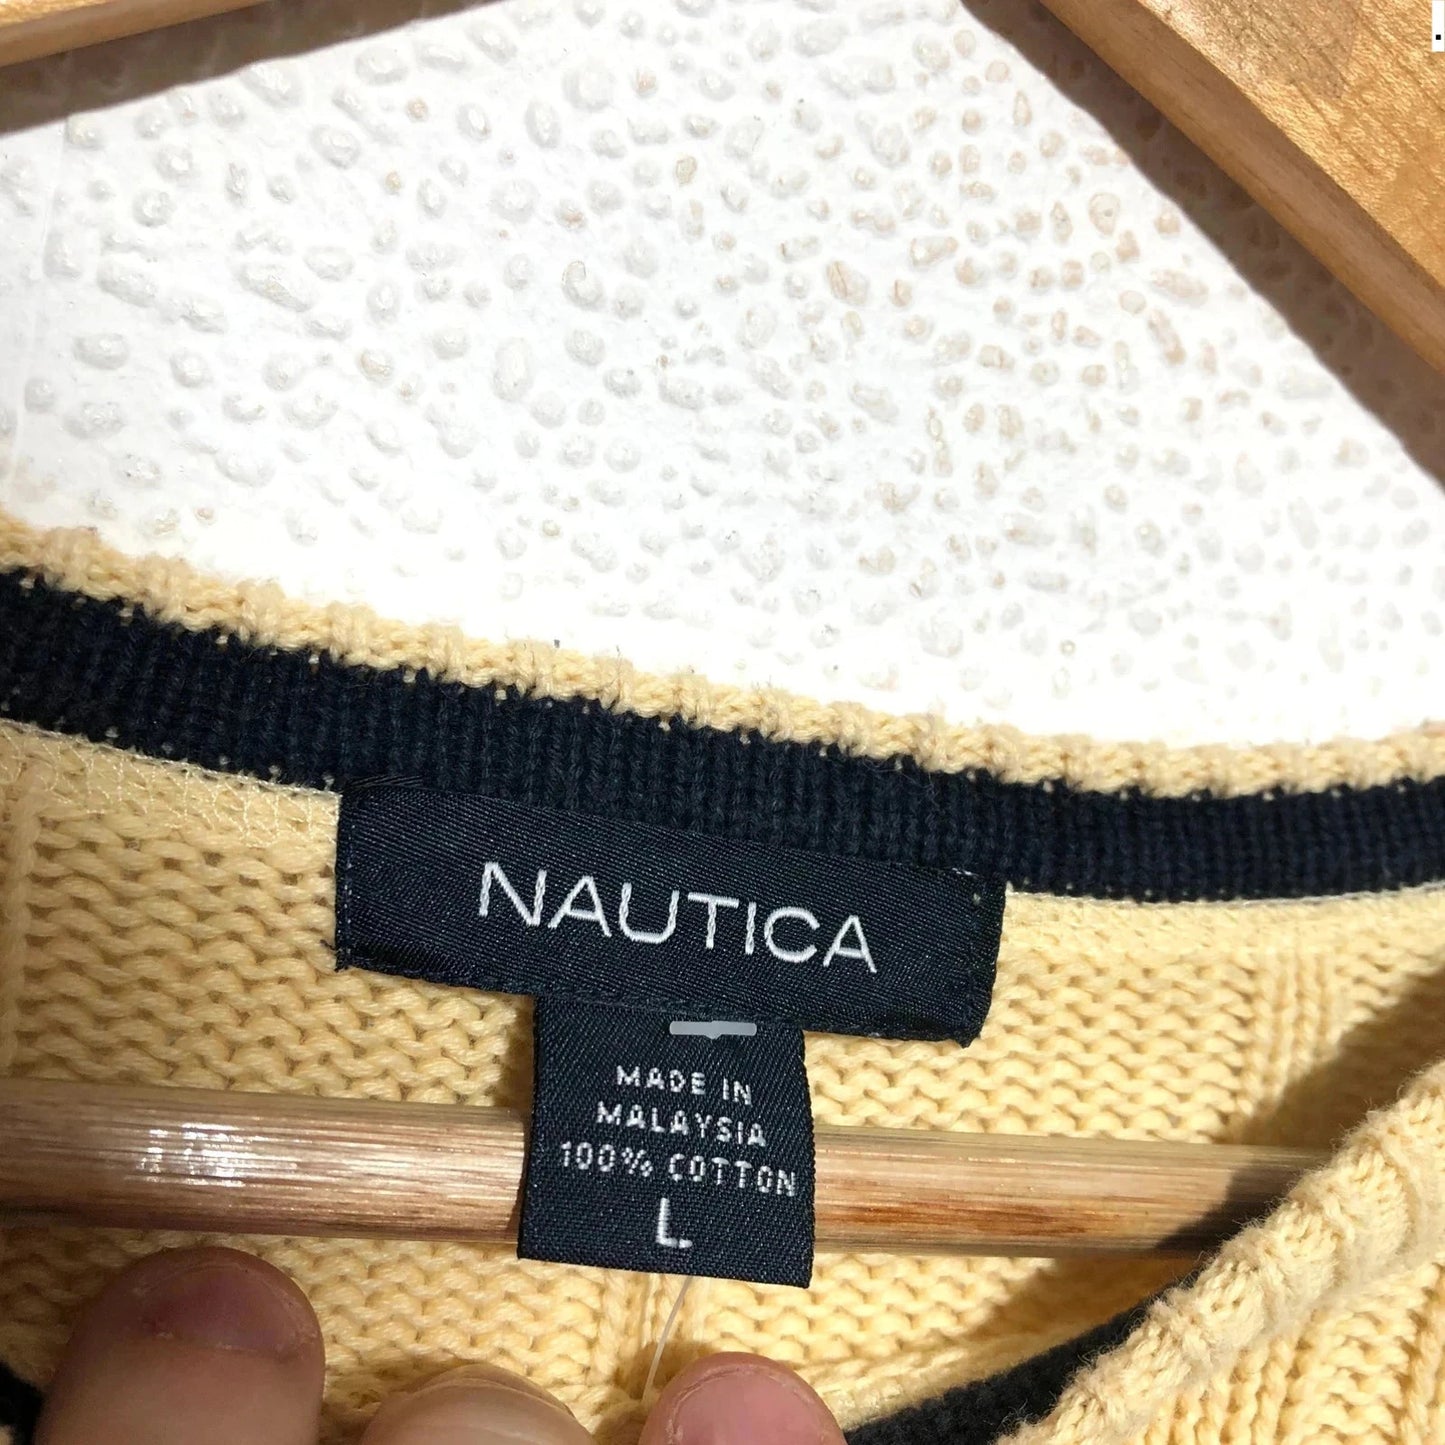 NAUTICA
MADE IN
MALAYSIA
100% COTTON
L